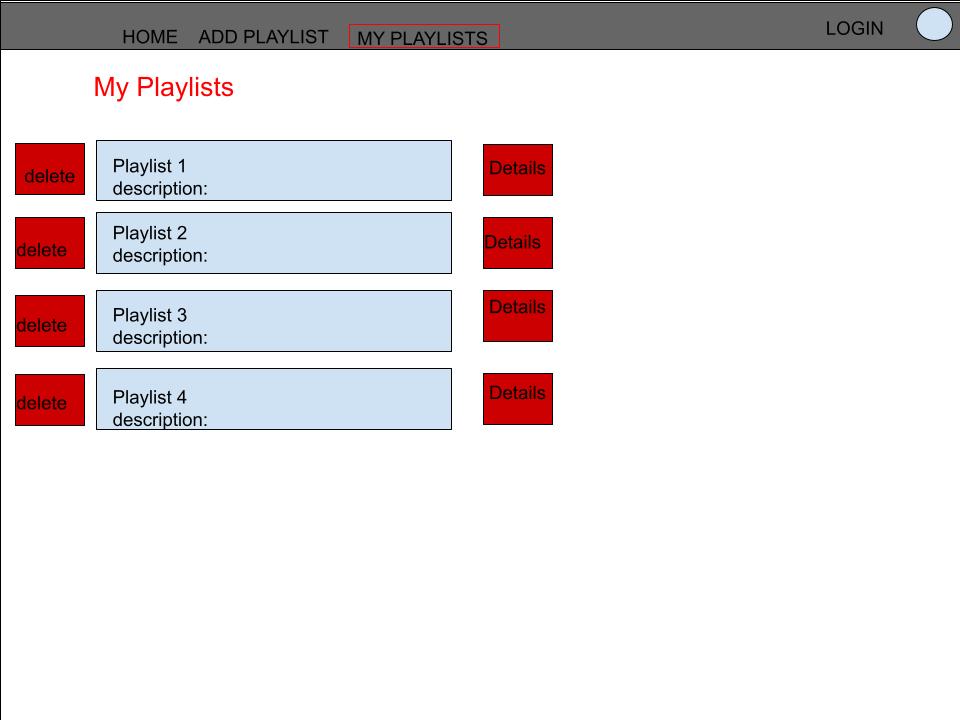 HOME ADD PLAYLIST MY PLAYLISTS LOGIN
My Playlists
delete Playlist 1 Details
description:
delete Playlist 2 Details
description:
delete Playlist 3 Details
description:
delete Playlist 4 Details
description: